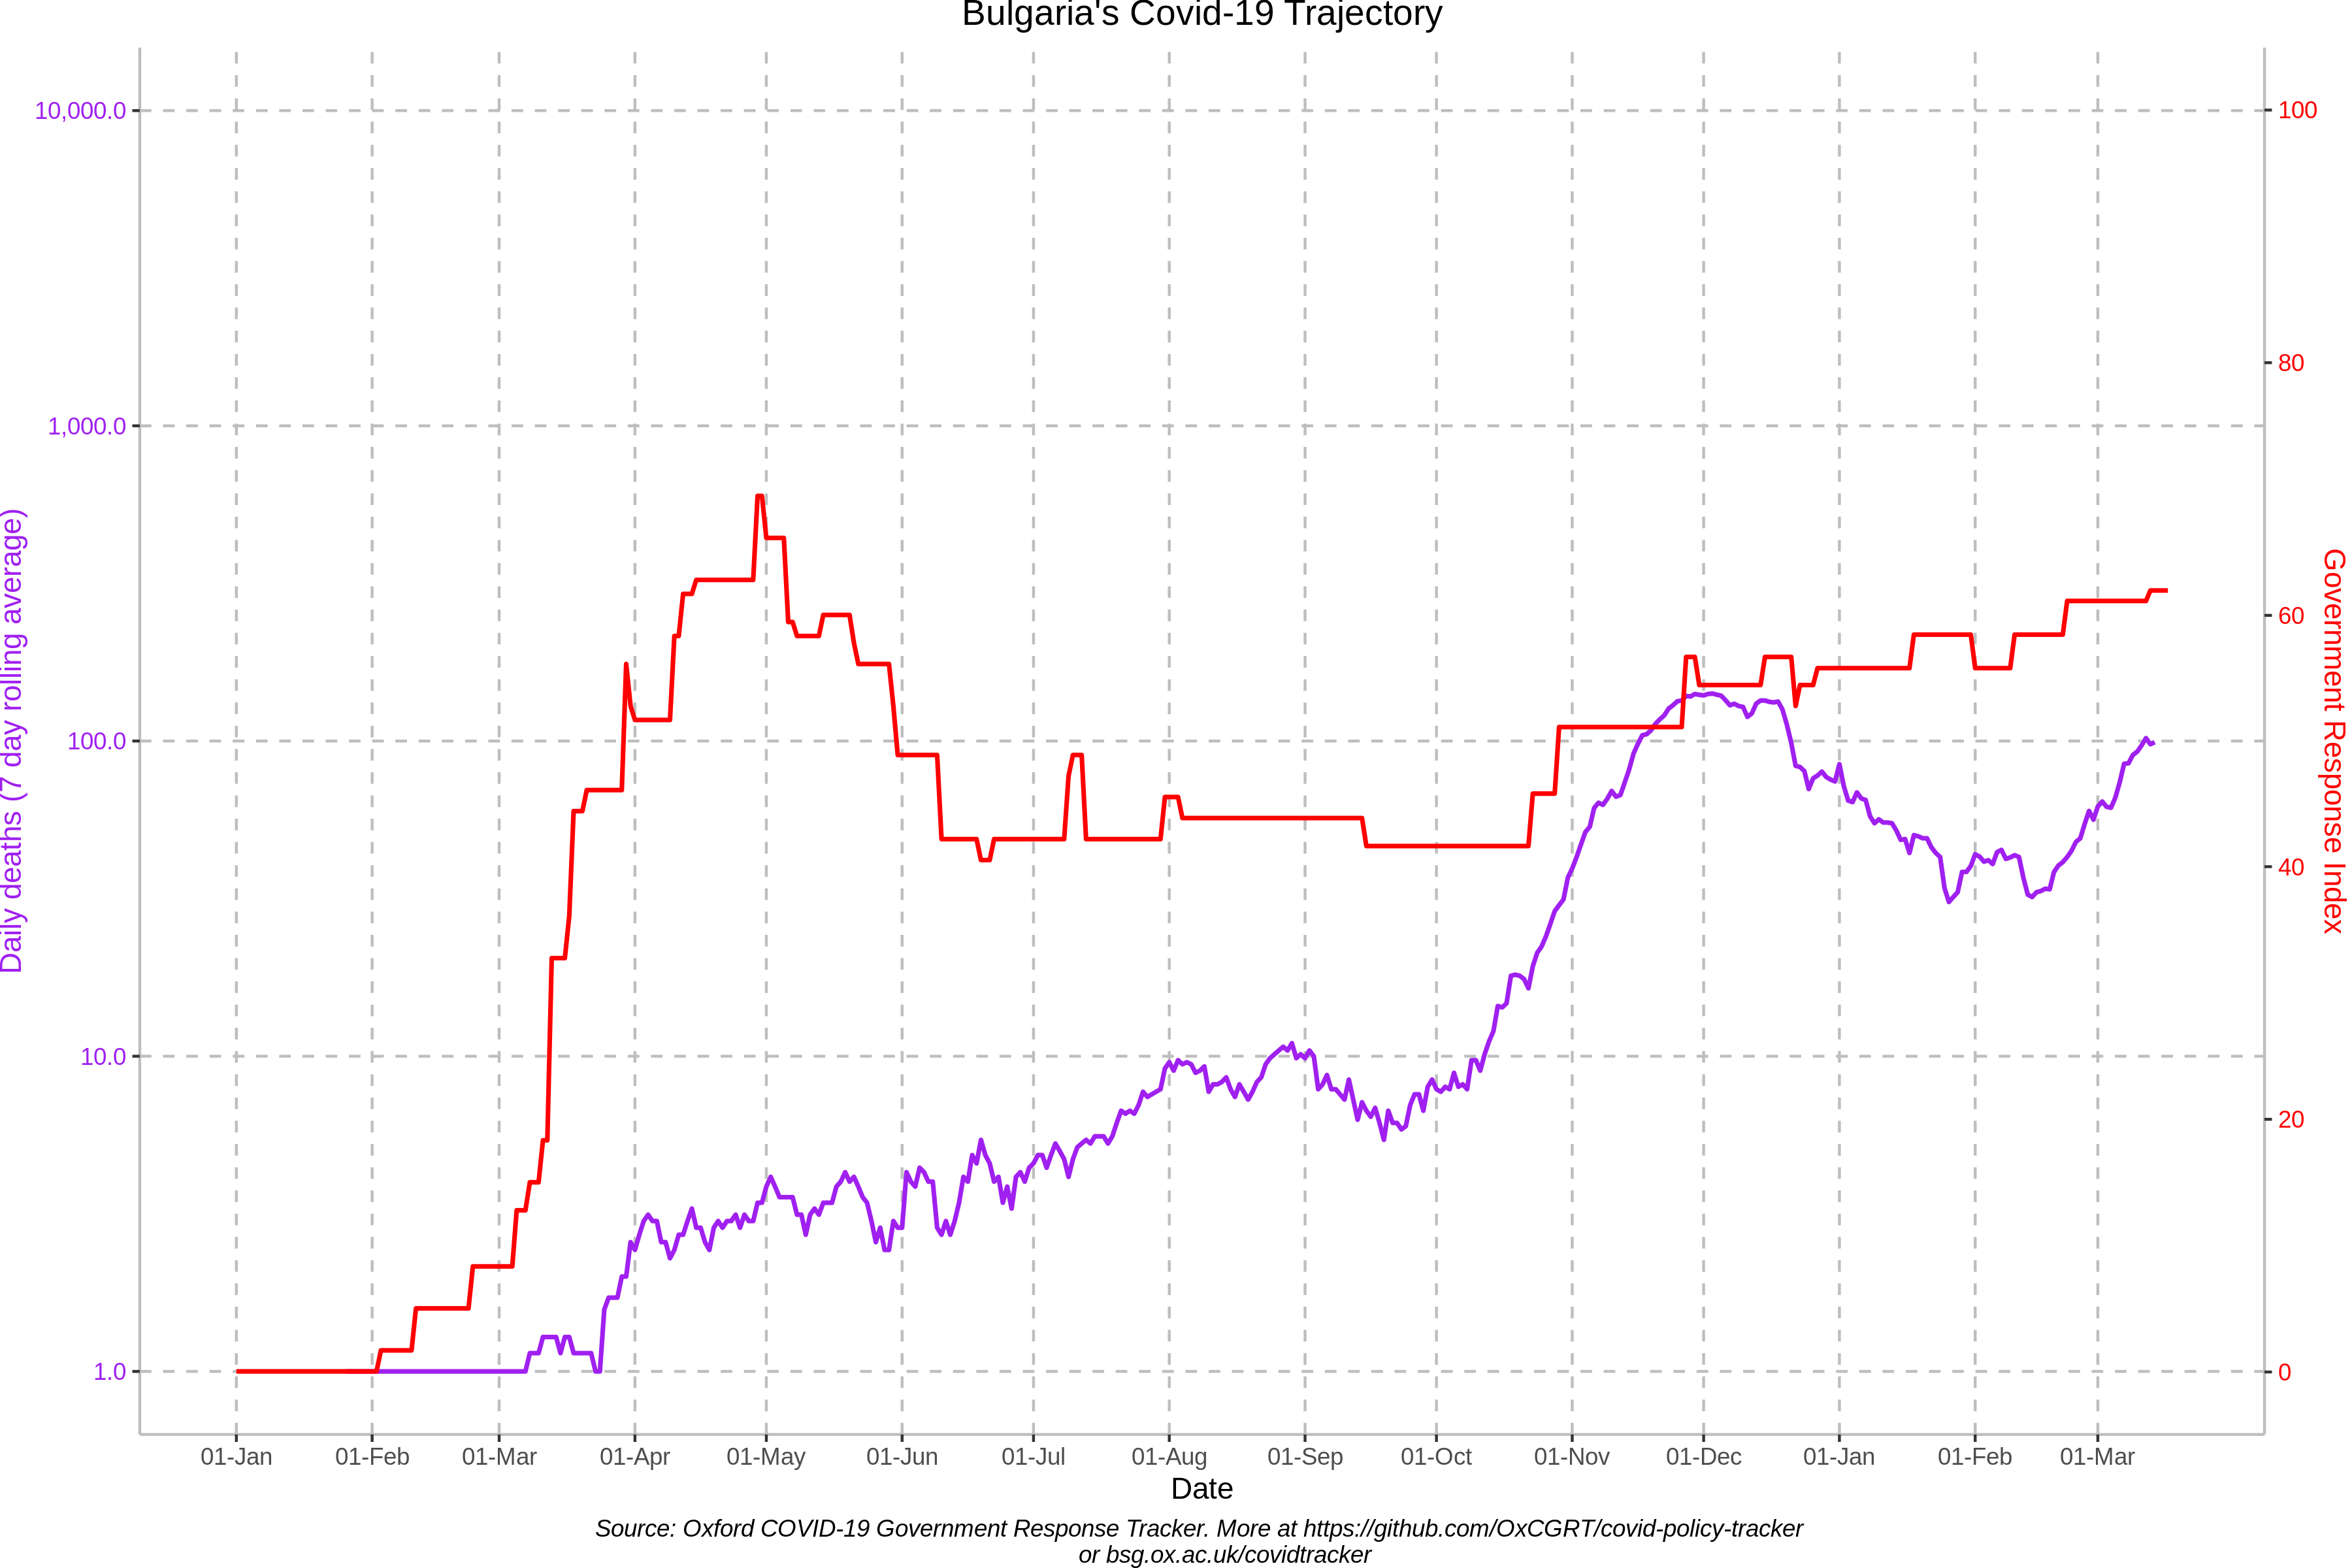 Bulgaria's Covid-19 Trajectory
10,000.0
1,000.0
100.0
10.0
1.0
Daily deaths (7 day rolling average)
100
80
60
40
20
0
Government Response Index
01-Jan 01-Feb 01-Mar 01-Apr 01-May 01-Jun 01-Jul 01-Aug 01-Sep 01-Oct 01-Nov 01-Dec 01-Jan 01-Feb 01-Mar
Date
Source: Oxford COVID-19 Government Response Tracker. More at https://github.com/OxCGRT/covid-policy-tracker
or bsg.ox.ac.uk/covidtracker